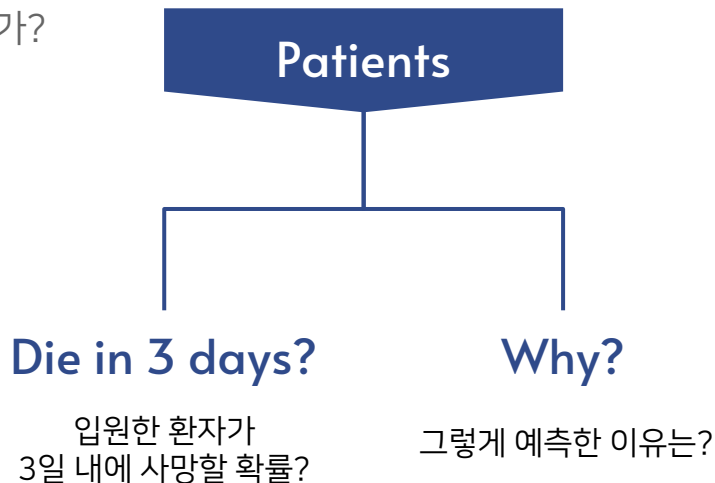 가?
Patients
Die in 3 days?
Why?
입원한 환자가
3일 내에 사망할 확률?
그렇게 예측한 이유는?